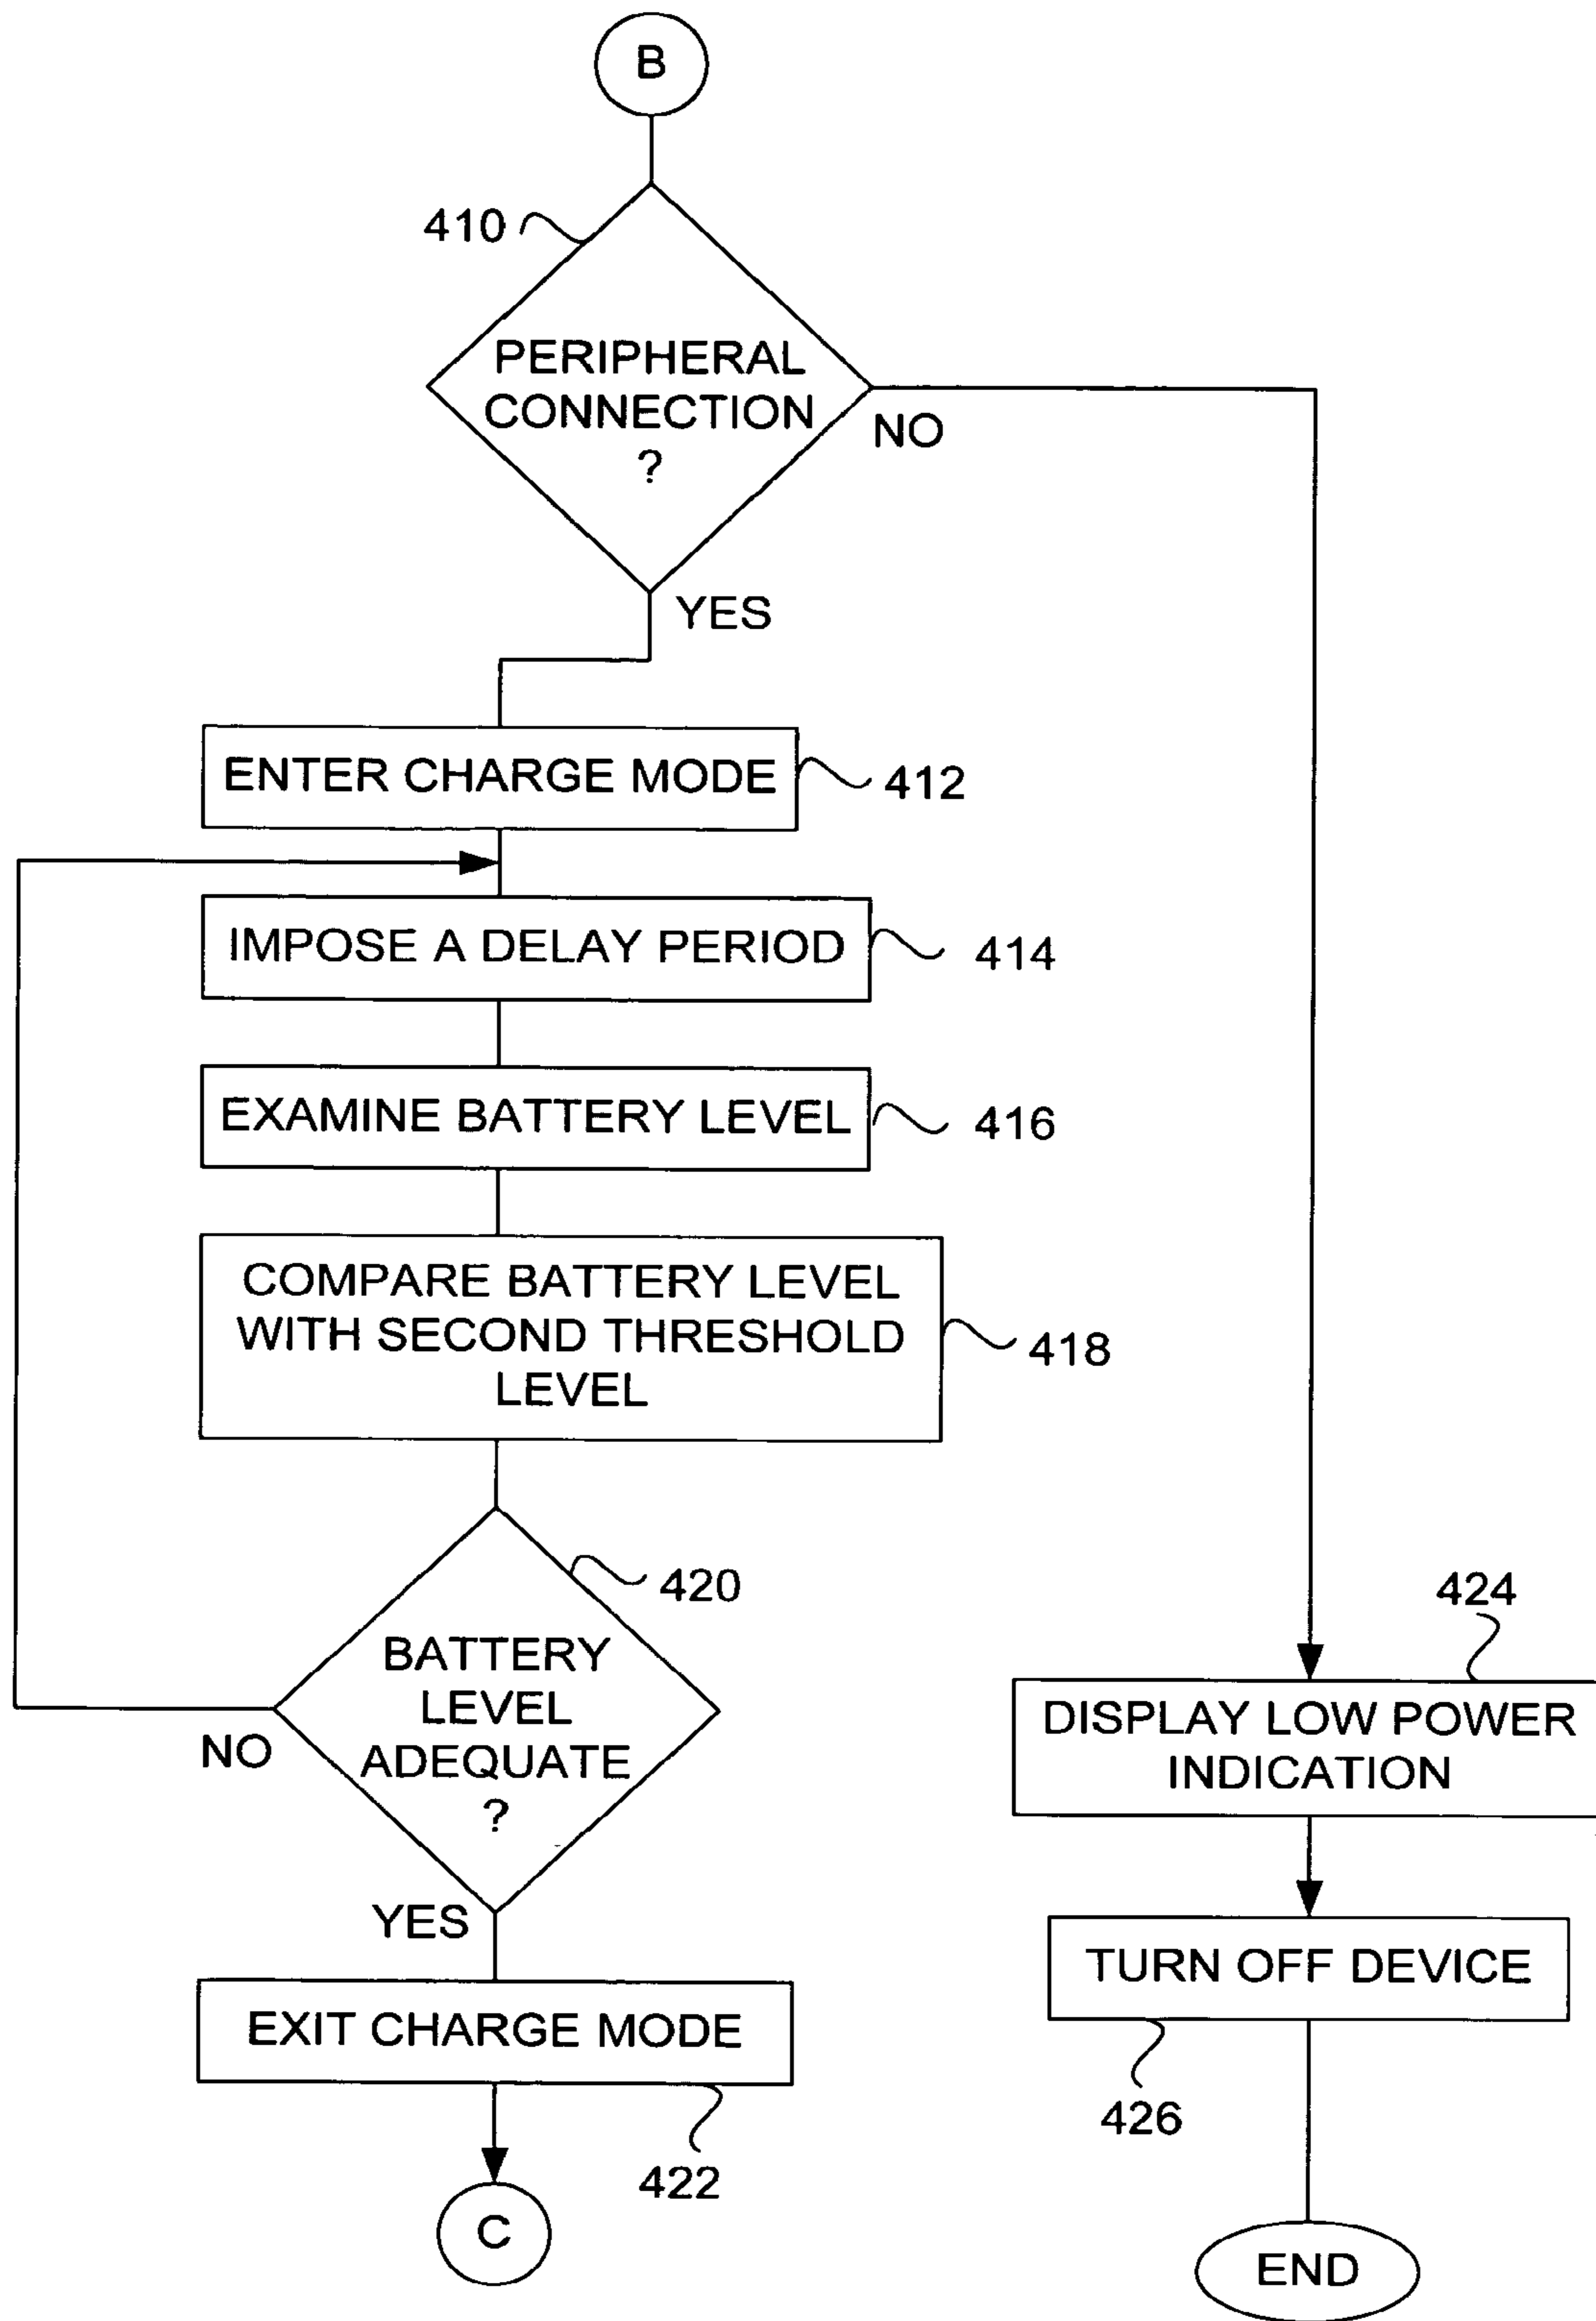 B
410
PERIPHERAL
CONNECTION
?
NO
YES
ENTER CHARGE MODE
412
IMPOSE A DELAY PERIOD
414
EXAMINE BATTERY LEVEL
416
COMPARE BATTERY LEVEL
WITH SECOND THRESHOLD
LEVEL
418
420
BATTERY
LEVEL
ADEQUATE
?
NO
YES
EXIT CHARGE MODE
422
C
424
DISPLAY LOW POWER
INDICATION
TURN OFF DEVICE
426
END